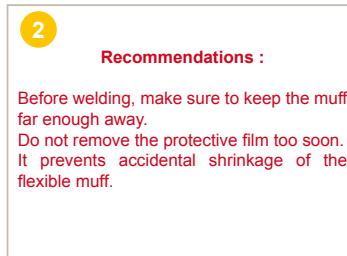 2
Recommendations :
Before welding, make sure to keep the muff
far enough away.
Do not remove the protective film too soon.
It prevents accidental shrinkage of the
flexible muff.